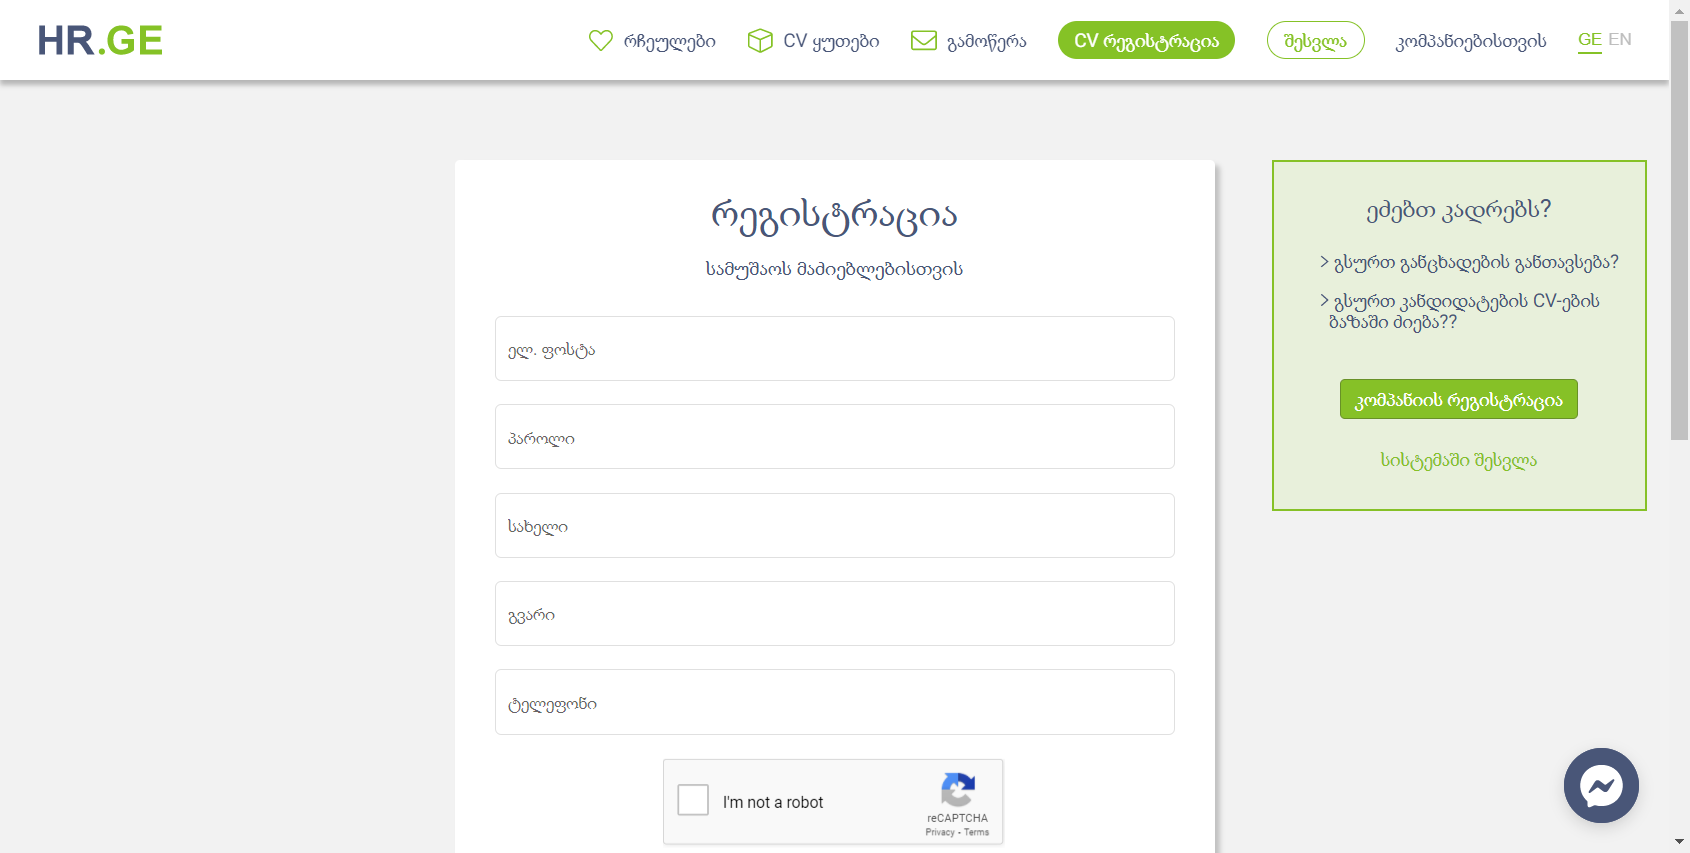 HR.GE
რჩეულები
CV ყუთები
გამოწერა
CV რეგისტრაცია
შესვლა
კომპანიებისთვის
GE EN
რეგისტრაცია
სამუშაოს მაძიებლებისთვის
ელ. ფოსტა
პაროლი
სახელი
გვარი
ტელეფონი
I'm not a robot
reCAPTCHA
Privacy - Terms
ეძებთ კადრებს?
> გსურთ განცხადების განთავსება?
> გსურთ კანდიდატების CV-ების
ბაზაში ძიება??
კომპანიის რეგისტრაცია
სისტემაში შესვლა